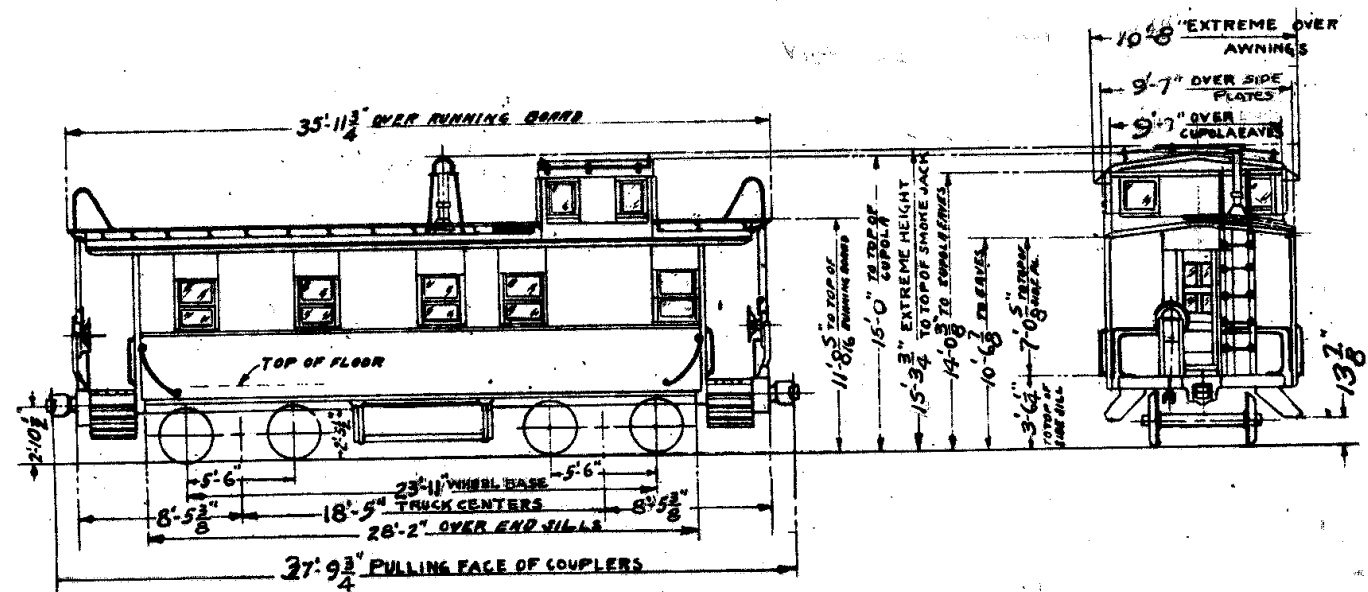 10'-8" EXTREME OVER
AWNINGS
9'-7" OVER SIDE
PLATES
9'-7" OVER
CUPOLA EAVES
35'-11 3/4" OVER RUNNING BOARD
11'-0 5/16" TO TOP OF
RUNNING BOARD
15'-0" TO TOP OF
CUPOLA
15'-3 3/4" EXTREME HEIGHT
TO TOP OF SMOKE JACK
14'-0 3/8" TO CUPOLA EAVES
10'-6 7/8" TO EAVES
7'-0 5/8" TO TOP OF
3'-6 1/4"
TO TOP OF
SIDE SILL
13 7/8"
TOP OF FLOOR
2'-10 1/2"
2'-5 1/2"
5'-6"
5'-6"
23'-11" WHEEL BASE
8'-5 3/8"
18'-5" TRUCK CENTERS
8'-5 3/8"
28'-2" OVER END SILLS
37'-9 3/4" PULLING FACE OF COUPLERS